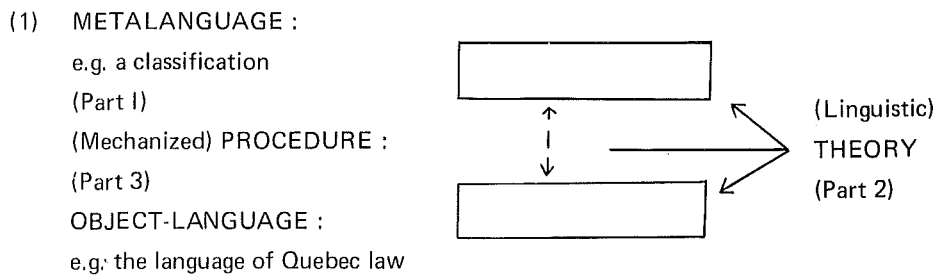 (1) METALANGUAGE :
e.g. a classification
(Part I)
(Mechanized) PROCEDURE :
(Part 3)
OBJECT-LANGUAGE :
e.g. the language of Quebec law
(Linguistic)
THEORY
(Part 2)